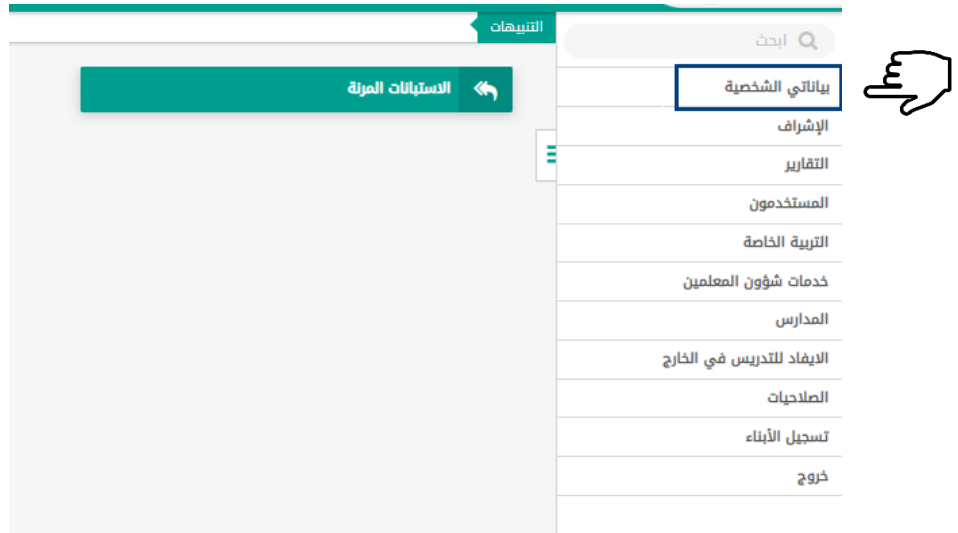 التنبيهات
ابحث
بياناتي الشخصية
الإشراف
التقارير
المستخدمون
التربية الخاصة
خدمات شؤون المعلمين
المدارس
الايفاد للتدريس في الخارج
الصلاحيات
تسجيل الأبناء
خروج
الاستبانات المرنة